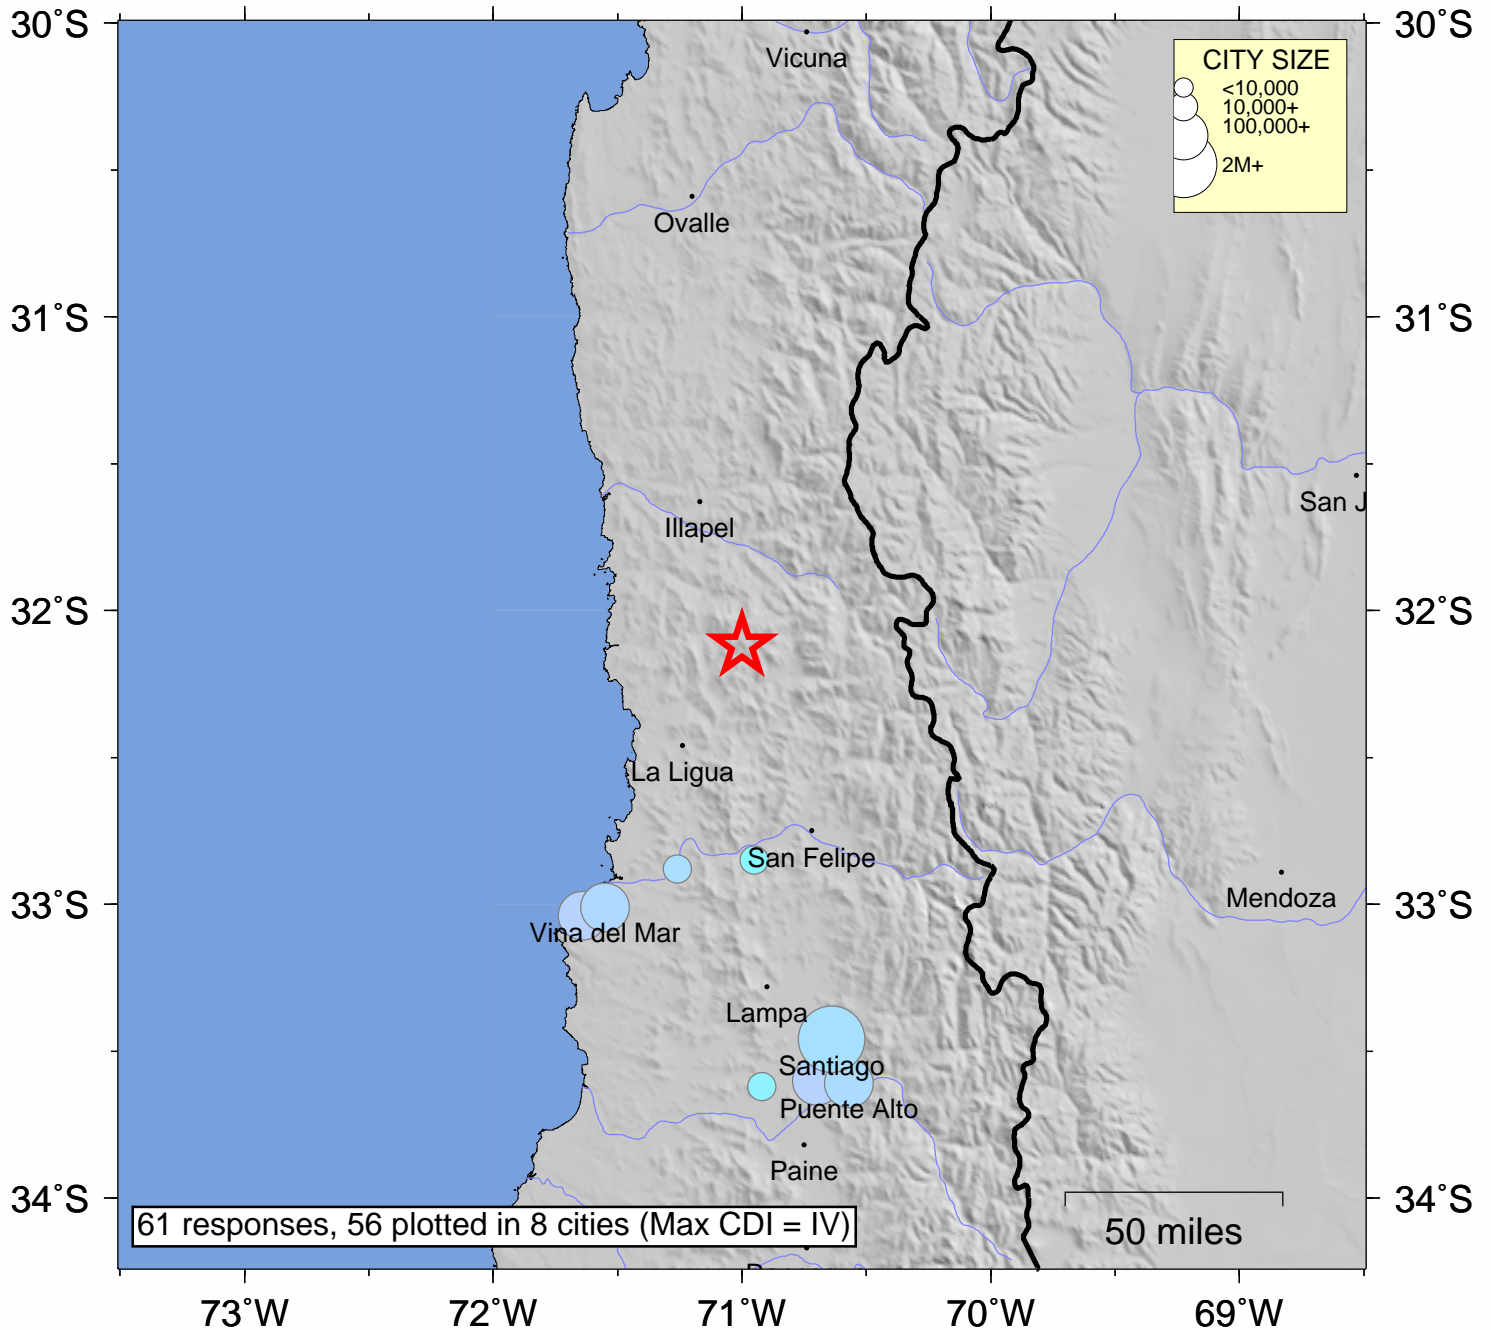 30°S
30°S
Vicuna
CITY SIZE
<10,000
10,000+
100,000+
2M+
Ovalle
31°S
31°S
San J
Illapel
32°S
32°S
La Ligua
San Felipe
Mendoza
33°S
33°S
Vina del Mar
Lampa
Santiago
Puente Alto
Paine
34°S
34°S
61 responses, 56 plotted in 8 cities (Max CDI = IV)
50 miles
73°W
72°W
71°W
70°W
69°W